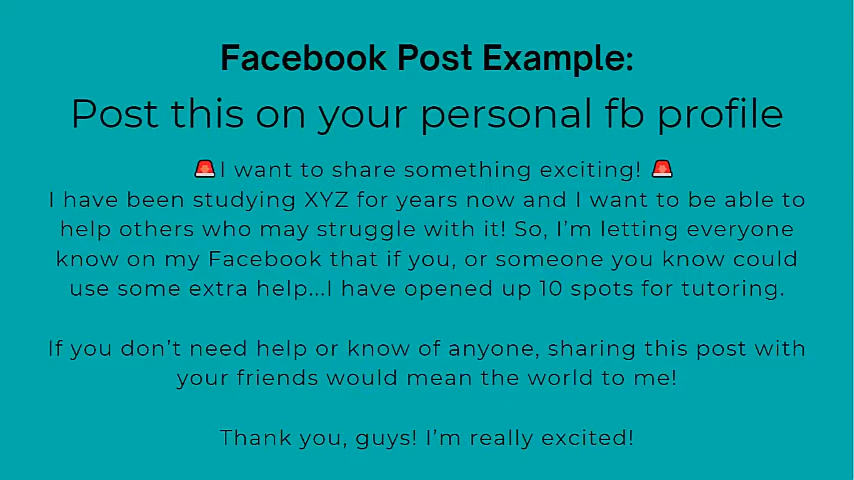 Facebook Post Example:
Post this on your personal fb profile
🚨I want to share something exciting! 🚨
I have been studying XYZ for years now and I want to be able to
help others who may struggle with it! So, I'm letting everyone
know on my Facebook that if you, or someone you know could
use some extra help...I have opened up 10 spots for tutoring.
If you don't need help or know of anyone, sharing this post with
your friends would mean the world to me!
Thank you, guys! I'm really excited!